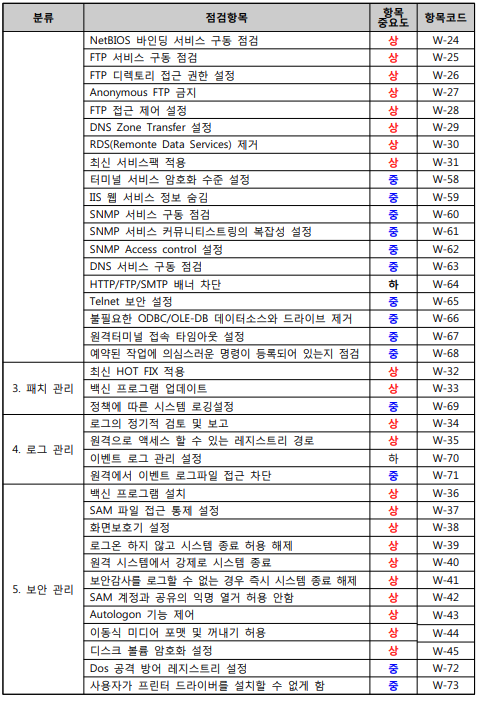 분류 점검항목 항목 중요도 항목코드
NetBIOS 바인딩 서비스 구동 점검 상 W-24
FTP 서비스 구동 점검 상 W-25
FTP 디렉토리 접근 권한 설정 상 W-26
Anonymous FTP 금지 상 W-27
FTP 접근 제어 설정 상 W-28
DNS Zone Transfer 설정 상 W-29
RDS(Remonte Data Services) 제거 상 W-30
최신 서비스팩 적용 상 W-31
터미널 서비스 암호화 수준 설정 중 W-58
IIS 웹 서비스 정보 숨김 중 W-59
SNMP 서비스 구동 점검 중 W-60
SNMP 서비스 커뮤니티스트링의 복잡성 설정 중 W-61
SNMP Access control 설정 중 W-62
DNS 서비스 구동 점검 중 W-63
HTTP/FTP/SMTP 배너 차단 하 W-64
Telnet 보안 설정 중 W-65
불필요한 ODBC/OLE-DB 데이터소스와 드라이브 제거 중 W-66
원격터미널 접속 타임아웃 설정 중 W-67
예약된 작업에 의심스러운 명령이 등록되어 있는지 점검 중 W-68
3. 패치 관리
최신 HOT FIX 적용 상 W-32
백신 프로그램 업데이트 상 W-33
정책에 따른 시스템 로깅설정 중 W-69
4. 로그 관리
로그의 정기적 검토 및 보고 상 W-34
원격으로 액세스 할 수 있는 레지스트리 경로 상 W-35
이벤트 로그 관리 설정 하 W-70
원격에서 이벤트 로그파일 접근 차단 중 W-71
5. 보안 관리
백신 프로그램 설치 상 W-36
SAM 파일 접근 통제 설정 상 W-37
화면보호기 설정 상 W-38
로그온 하지 않고 시스템 종료 허용 해제 상 W-39
원격 시스템에서 강제로 시스템 종료 상 W-40
보안감사를 로그할 수 없는 경우 즉시 시스템 종료 해제 상 W-41
SAM 계정과 공유의 익명 열거 허용 안함 상 W-42
Autologon 기능 제어 상 W-43
이동식 미디어 포맷 및 꺼내기 허용 상 W-44
디스크 볼륨 암호화 설정 상 W-45
Dos 공격 방어 레지스트리 설정 중 W-72
사용자가 프린터 드라이버를 설치할 수 없게 함 중 W-73